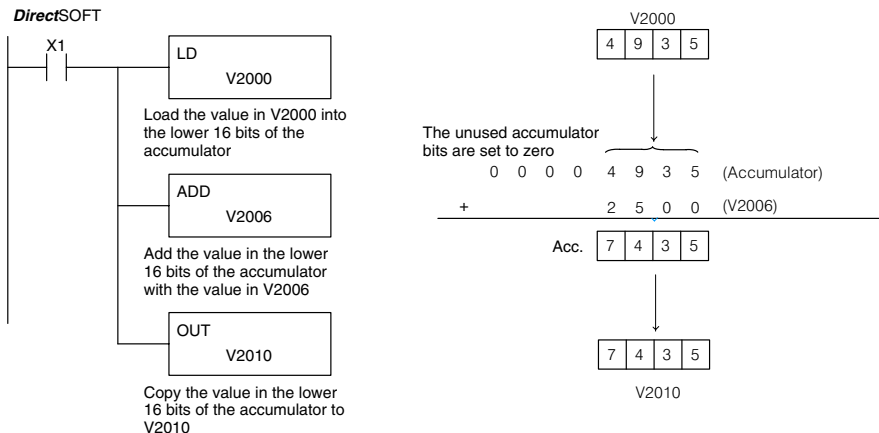 DirectSOFT
X1
LD
V2000
Load the value in V2000 into
the lower 16 bits of the
accumulator
ADD
V2006
Add the value in the lower
16 bits of the accumulator
with the value in V2006
OUT
V2010
Copy the value in the lower
16 bits of the accumulator to
V2010
V2000
4 9 3 5
The unused accumulator
bits are set to zero
0 0 0 0 4 9 3 5 (Accumulator)
+ 2 5 0 0 (V2006)
Acc. 7 4 3 5
7 4 3 5
V2010